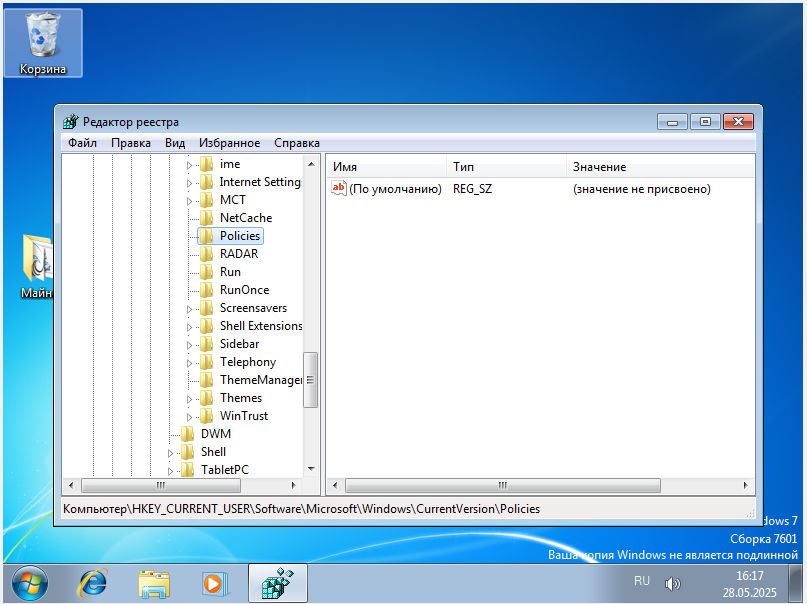 Корзина
Редактор реестра
Файл Правка Вид Избранное Справка
ime
Internet Setting
MCT
NetCache
Policies
RADAR
Run
RunOnce
Screensavers
Shell Extensions
Sidebar
Telephony
ThemeManager
Themes
WinTrust
DWM
Shell
TabletPC
Имя Тип Значение
ab (По умолчанию) REG_SZ (значение не присвоено)
Майн
Компьютер\HKEY_CURRENT_USER\Software\Microsoft\Windows\CurrentVersion\Policies
dows 7
Сборка 7601
Ваша копия Windows не является подлинной
RU
16:17
28.05.2025